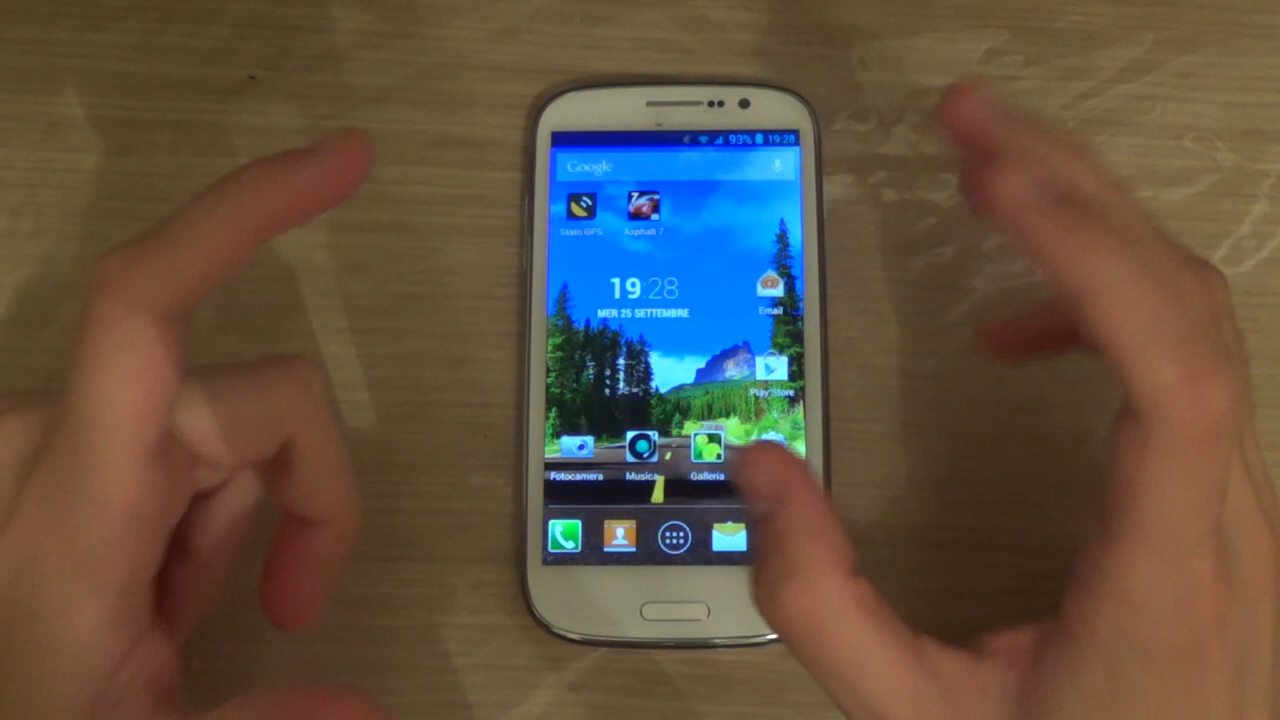 93% 19:28
Google
Stato GPS Asphalt 7
19:28
MER 25 SETTEMBRE
Email
Play Store
Fotocamera Musica Galleria